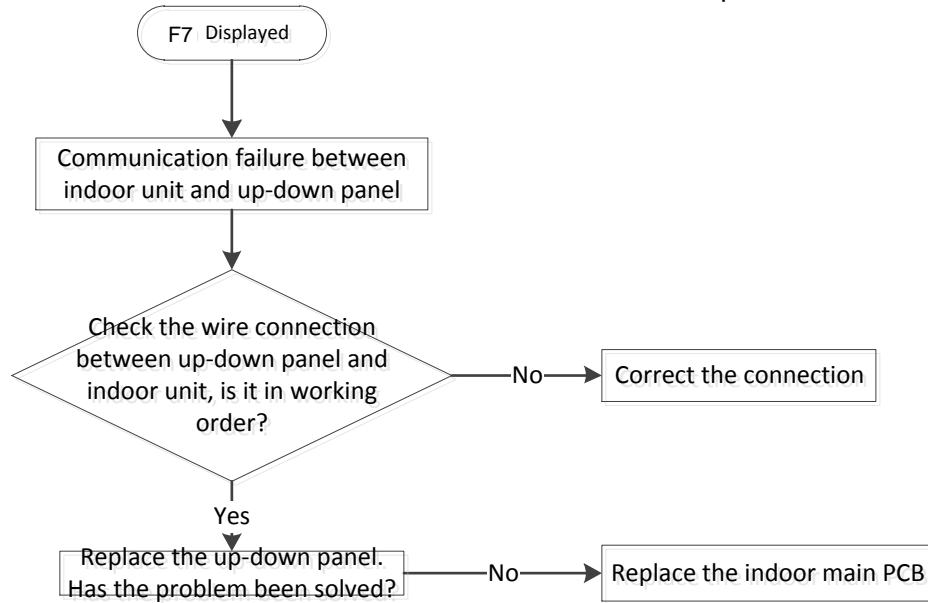 F7 Displayed
Communication failure between
indoor unit and up-down panel
Check the wire connection
between up-down panel and
indoor unit, is it in working
order?
No
Correct the connection
Yes
Replace the up-down panel.
Has the problem been solved?
No
Replace the indoor main PCB